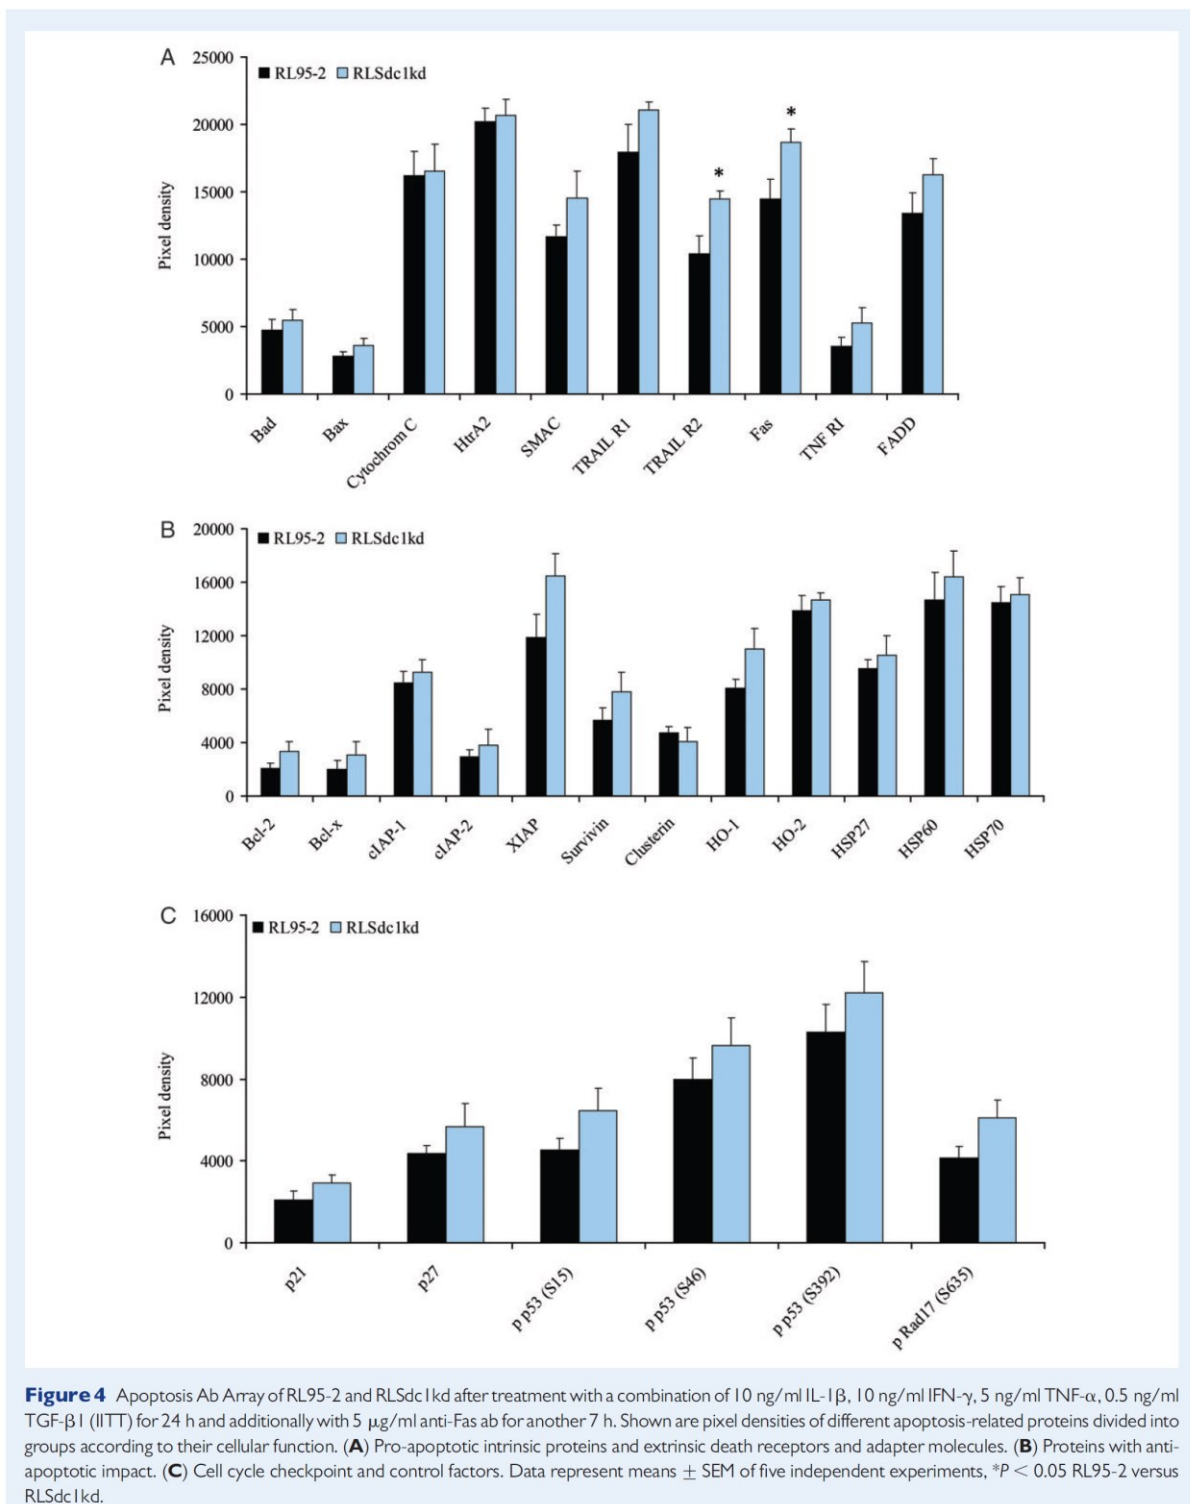 A
25000
20000
15000
10000
5000
0
Pixel density
RL95-2 RLSdc1kd
*
*
Bad Bax Cytochrom C HtrA2 SMAC TRAIL R1 TRAIL R2 Fas TNF RI FADD
B
20000
16000
12000
8000
4000
0
Pixel density
RL95-2 RLSdc1kd
Bcl-2 Bcl-x cIAP-1 cIAP-2 XIAP Survivin Clusterin HO-1 HO-2 HSP27 HSP60 HSP70
C
16000
12000
8000
4000
0
Pixel density
RL95-2 RLSdc1kd
p21 p27 p p53 (S15) p p53 (S46) p p53 (S392) p Rad17 (S635)
Figure 4 Apoptosis Ab Array of RL95-2 and RLSdc1kd after treatment with a combination of 10 ng/ml IL-1β, 10 ng/ml IFN-γ, 5 ng/ml TNF-α, 0.5 ng/ml
TGF-β1 (IITT) for 24 h and additionally with 5 μg/ml anti-Fas ab for another 7 h. Shown are pixel densities of different apoptosis-related proteins divided into
groups according to their cellular function. (A) Pro-apoptotic intrinsic proteins and extrinsic death receptors and adapter molecules. (B) Proteins with anti-
apoptotic impact. (C) Cell cycle checkpoint and control factors. Data represent means ± SEM of five independent experiments, *P < 0.05 RL95-2 versus
RLSdc1kd.